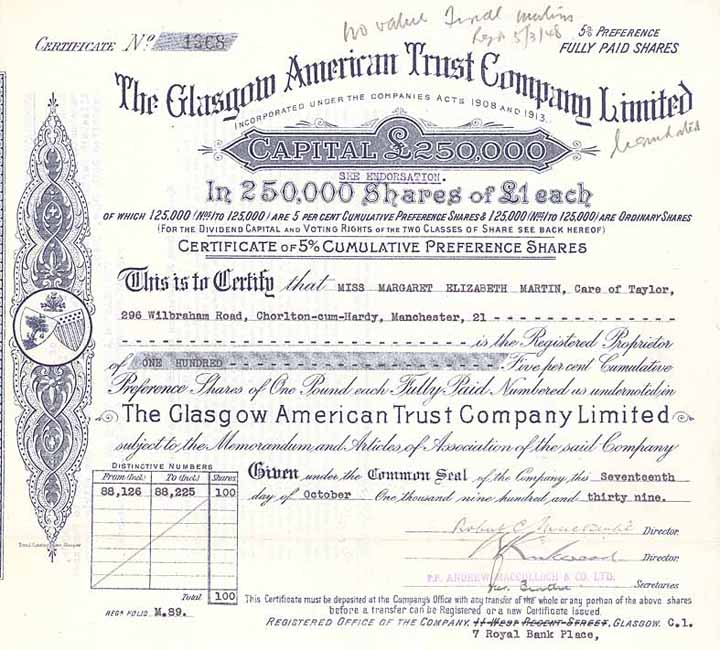 No value Final
Regd 5/3/48
CERTIFICATE No 1368
5% PREFERENCE
FULLY PAID SHARES
The Glasgow American Trust Company Limited
INCORPORATED UNDER THE COMPANIES ACTS 1908 AND 1913.
CAPITAL £250,000
SEE ENDORSATION.
In 250,000 Shares of £1 each
OF WHICH 125,000 (Nos 1 TO 125,000) ARE 5 PER CENT CUMULATIVE PREFERENCE SHARES & 125,000 (Nos 1 TO 125,000) ARE ORDINARY SHARES
(FOR THE DIVIDEND CAPITAL AND VOTING RIGHTS OF THE TWO CLASSES OF SHARE SEE BACK HEREOF)
CERTIFICATE OF 5% CUMULATIVE PREFERENCE SHARES
This is to Certify that MISS MARGARET ELIZABETH MARTIN, Care of Taylor,
296 Wilbraham Road, Chorlton-cum-Hardy, Manchester, 21
is the Registered Proprietor
of ONE HUNDRED Five per cent Cumulative
Preference Shares of One Pound each Fully Paid Numbered as undernoted, in
The Glasgow American Trust Company Limited
subject to the Memorandum and Articles of Association of the said Company
DISTINCTIVE NUMBERS
From (Incl.) To (Incl.) Shares
88,126 88,225 100
Total 100
REGR FOLIO M.89.
Given under the Common Seal of the Company, this Seventeenth
day of October One thousand nine hundred and thirty nine.
Director.
Director.
P.P. ANDREW MACCULLOCH & CO. LTD.
Secretaries
This Certificate must be deposited at the Company's Office with any transfer of the whole or any portion of the above shares
before a transfer can be Registered or a new Certificate issued.
REGISTERED OFFICE OF THE COMPANY, 11 WEST REGENT STREET, GLASGOW. C.1.
7 Royal Bank Place,